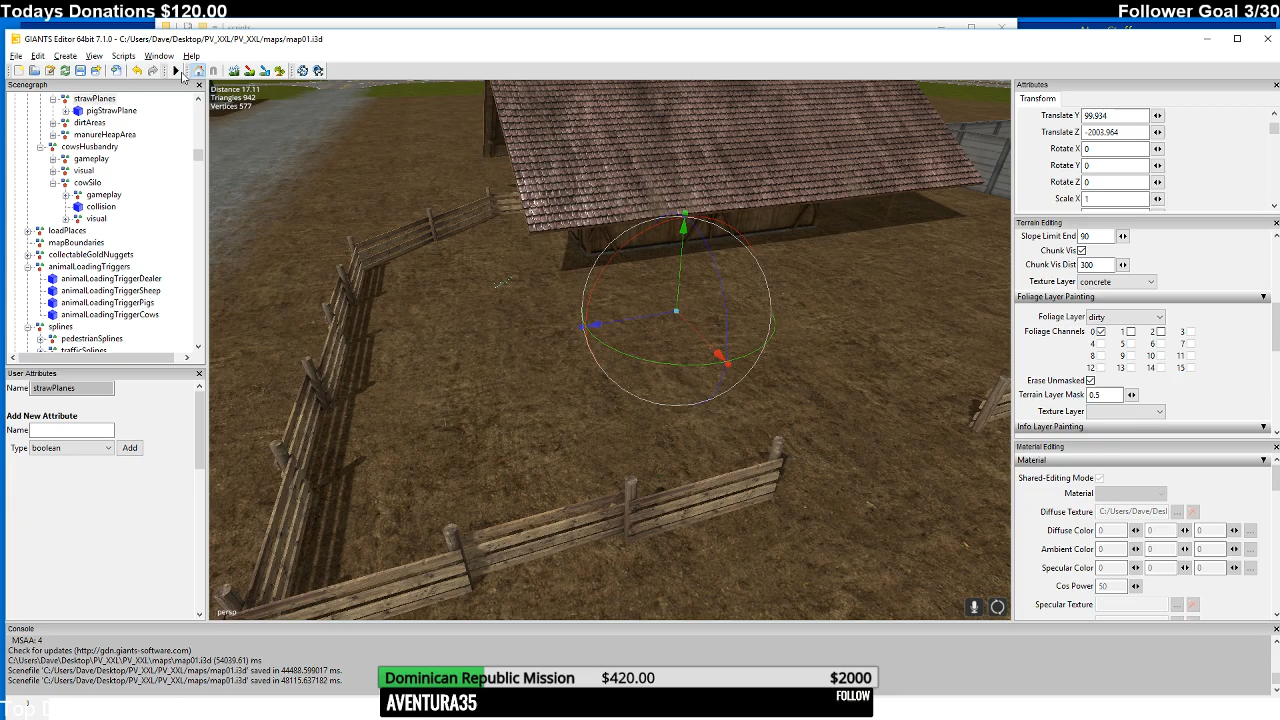 Todays Donations $120.00
Follower Goal 3/30
GIANTS Editor 64bit 7.1.0 - C:/Users/Dave/Desktop/PV_XXL/PV_XXL/maps/map01.i3d
File Edit Create View Scripts Window Help
Scenegraph
strawPlanes
pigStrawPlane
dirtAreas
manureHeapArea
cowsHusbandry
gameplay
visual
cowSilo
gameplay
collision
visual
loadPlaces
mapBoundaries
collectableGoldNuggets
animalLoadingTriggers
animalLoadingTriggerDealer
animalLoadingTriggerSheep
animalLoadingTriggerPigs
animalLoadingTriggerCows
splines
pedestrianSplines
trafficSplines
User Attributes
Name strawPlanes
Add New Attribute
Name
Type boolean Add
Distance 17.11
Triangles 942
Vertices 577
persp
Attributes
Transform
Translate Y 99.934
Translate Z -2003.964
Rotate X 0
Rotate Y 0
Rotate Z 0
Scale X 1
Terrain Editing
Slope Limit End 90
Chunk Vis
Chunk Vis Dist 300
Texture Layer concrete
Foliage Layer Painting
Foliage Layer dirty
Foliage Channels 0 1 2 3
4 5 6 7
8 9 10 11
12 13 14 15
Erase Unmasked
Terrain Layer Mask 0.5
Texture Layer
Info Layer Painting
Material Editing
Material
Shared-Editing Mode
Material
Diffuse Texture C:/Users/Dave/Desl ...
Diffuse Color 0 0 0 ...
Ambient Color 0 0 0 ...
Specular Color 0 0 0 ...
Cos Power 50
Specular Texture ...
Console
MSAA: 4
Check for updates (http://gdn.giants-software.com)
C:\Users\Dave\Desktop\PV_XXL\PV_XXL\maps\map01.i3d (54039.61) ms
Scenefile 'C:/Users/Dave/Desktop/PV_XXL/PV_XXL/maps/map01.i3d' saved in 44488.599017 ms.
Scenefile 'C:/Users/Dave/Desktop/PV_XXL/PV_XXL/maps/map01.i3d' saved in 48115.637182 ms.
Dominican Republic Mission $420.00 $2000
AVENTURA35 FOLLOW